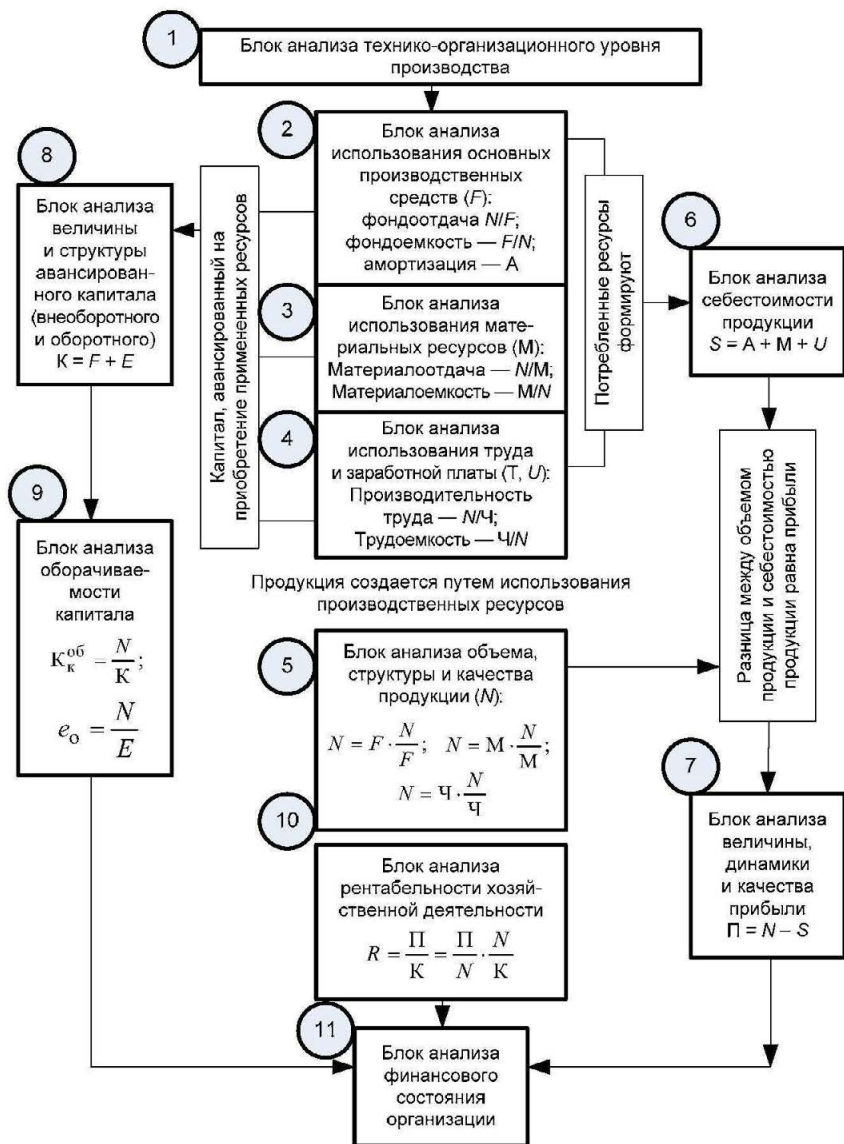 1
Блок анализа технико-организационного уровня
производства
2
Блок анализа
использования основных
производственных
средств (F):
фондоотдача N/F;
фондоемкость — F/N;
амортизация — А
3
Блок анализа
использования мате-
риальных ресурсов (М):
Материалоотдача — N/М;
Материалоемкость — М/N
4
Блок анализа
использования труда
и заработной платы (Т, U):
Производительность
труда — N/Ч;
Трудоемкость — Ч/N
Капитал, авансированный на
приобретение примененных ресурсов
Потребленные ресурсы
формируют
8
Блок анализа
величины
и структуры
авансирован-
ного капитала
(внеоборотного
и оборотного)
К = F + E
6
Блок анализа
себестоимости
продукции
S = А + М + U
9
Блок анализа
оборачивае-
мости
капитала
К_к^об = N/К;
e_о = N/E
Продукция создается путем использования
производственных ресурсов
Разница между объемом
продукции и себестоимостью
продукции равна прибыли
5
Блок анализа объема,
структуры и качества
продукции (N):
N = F · N/F; N = М · N/М;
N = Ч · N/Ч
7
Блок анализа
величины,
динамики
и качества
прибыли
П = N – S
10
Блок анализа
рентабельности хозяй-
ственной деятельности
R = П/К = П/N · N/К
11
Блок анализа
финансового
состояния
организации